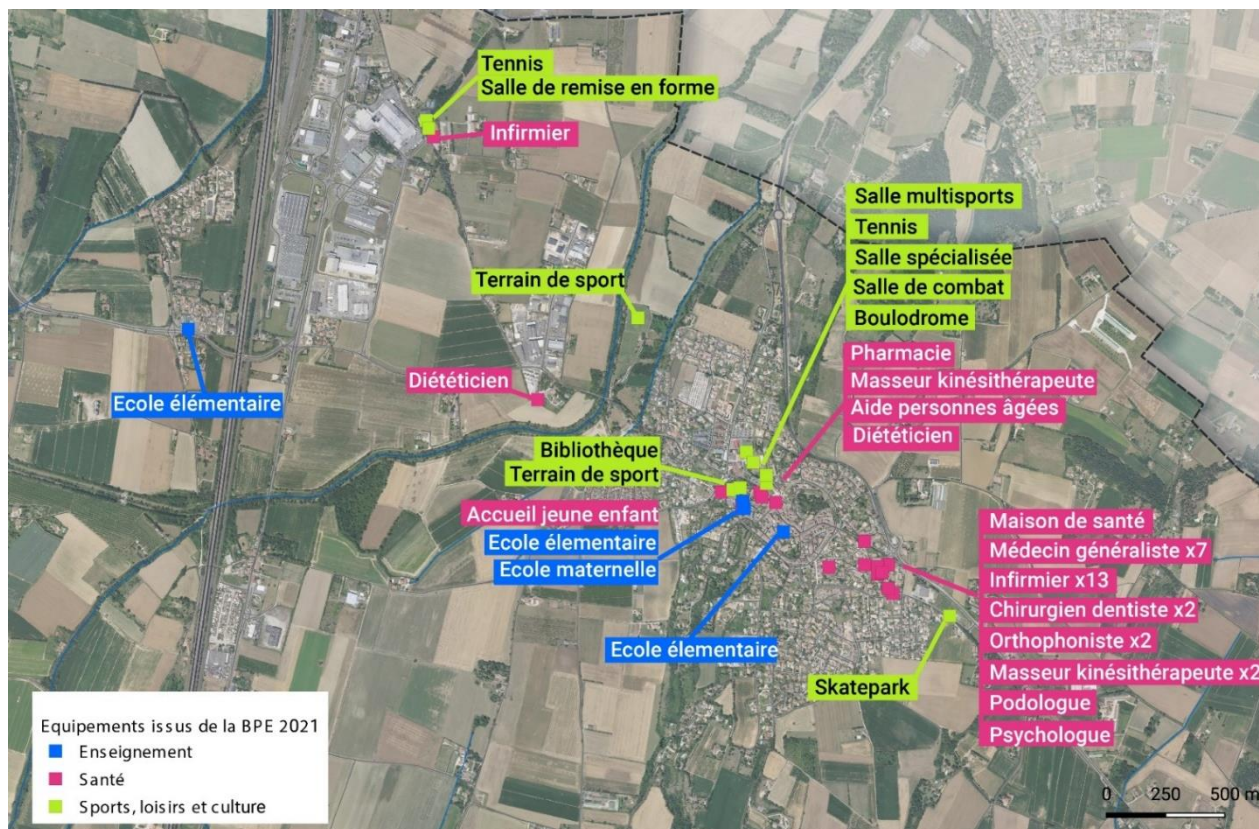 Tennis
Salle de remise en forme
Infirmier
Salle multisports
Tennis
Salle spécialisée
Salle de combat
Boulodrome
Terrain de sport
Pharmacie
Masseur kinésithérapeute
Aide personnes âgées
Diététicien
Diététicien
Ecole élémentaire
Bibliothèque
Terrain de sport
Accueil jeune enfant
Ecole élementaire
Ecole maternelle
Maison de santé
Médecin généraliste x7
Infirmier x13
Chirurgien dentiste x2
Orthophoniste x2
Masseur kinésithérapeute x2
Podologue
Psychologue
Ecole élementaire
Skatepark
Equipements issus de la BPE 2021
Enseignement
Santé
Sports, loisirs et culture
0 250 500 m